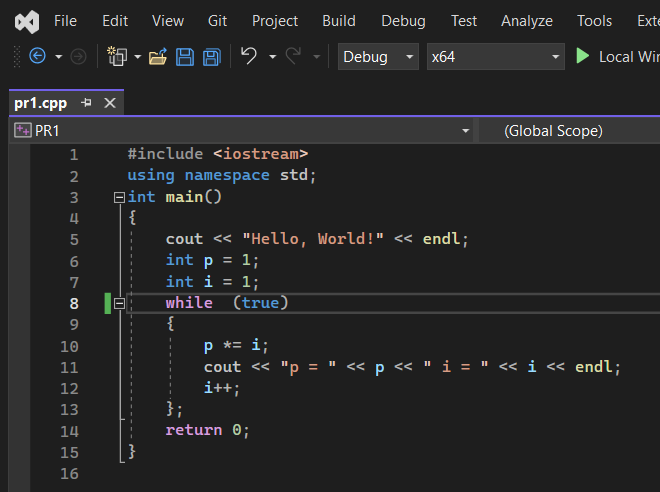 File Edit View Git Project Build Debug Test Analyze Tools Exte
Debug x64 Local Wir
pr1.cpp
PR1 (Global Scope)
1 #include <iostream>
2 using namespace std;
3 int main()
4 {
5 cout << "Hello, World!" << endl;
6 int p = 1;
7 int i = 1;
8 while  (true)
9 {
10 p *= i;
11 cout << "p = " << p << " i = " << i << endl;
12 i++;
13 };
14 return 0;
15 }
16